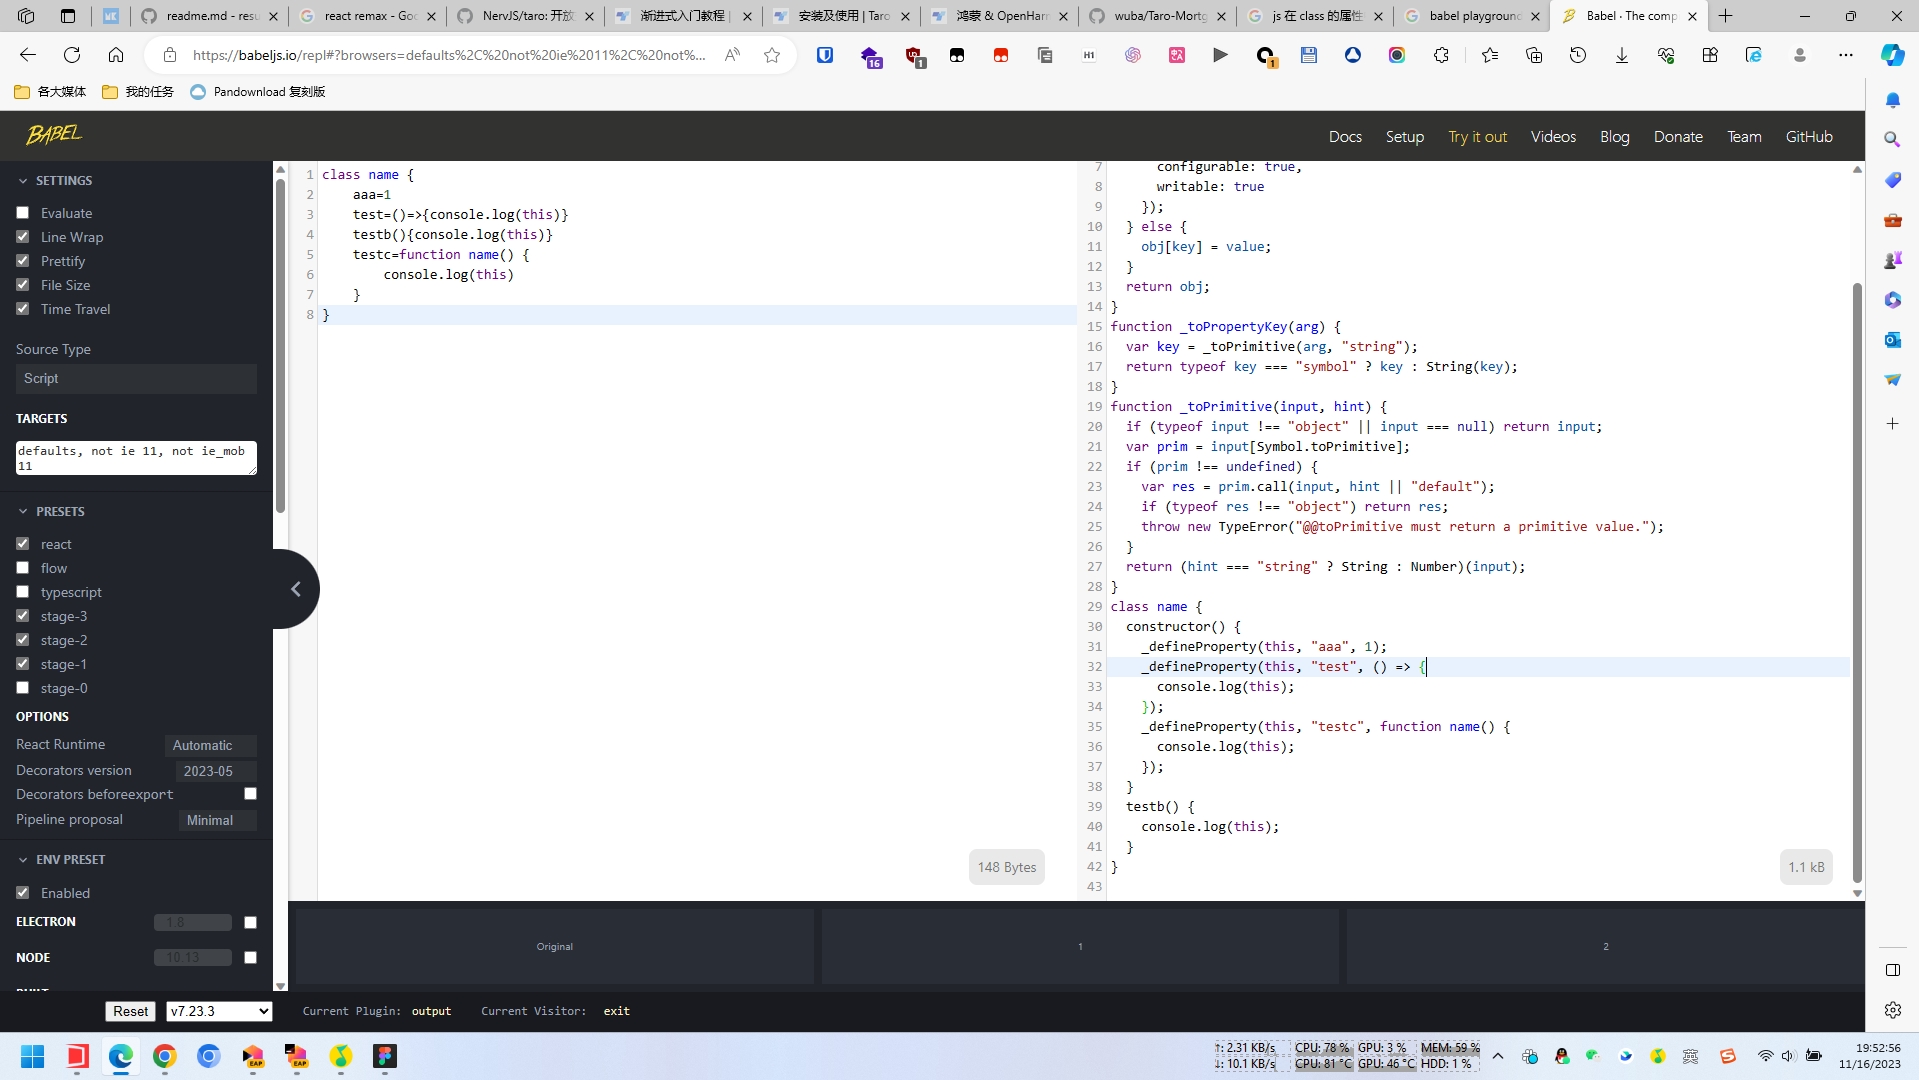 readme.md - resu
react remax - Goo
NervJS/taro: 开放
渐进式入门教程 |
安装及使用 | Taro
鸿蒙 & OpenHarm
wuba/Taro-Mortg
js 在 class 的属性
babel playground
Babel · The comp
https://babeljs.io/repl#?browsers=defaults%2C%20not%20ie%2011%2C%20not%...
16
1
H1
1
各大媒体
我的任务
Pandownload 复刻版
BABEL
Docs
Setup
Try it out
Videos
Blog
Donate
Team
GitHub
SETTINGS
Evaluate
Line Wrap
Prettify
File Size
Time Travel
Source Type
Script
TARGETS
defaults, not ie 11, not ie_mob
11
PRESETS
react
flow
typescript
stage-3
stage-2
stage-1
stage-0
OPTIONS
React Runtime Automatic
Decorators version 2023-05
Decorators beforeexport
Pipeline proposal Minimal
ENV PRESET
Enabled
ELECTRON 1.8
NODE 10.13
Reset v7.23.3
1 class name {
2 aaa=1
3 test=()=>{console.log(this)}
4 testb(){console.log(this)}
5 testc=function name() {
6 console.log(this)
7 }
8 }
148 Bytes
7 configurable: true,
8 writable: true
9 });
10 } else {
11 obj[key] = value;
12 }
13 return obj;
14 }
15 function _toPropertyKey(arg) {
16 var key = _toPrimitive(arg, "string");
17 return typeof key === "symbol" ? key : String(key);
18 }
19 function _toPrimitive(input, hint) {
20 if (typeof input !== "object" || input === null) return input;
21 var prim = input[Symbol.toPrimitive];
22 if (prim !== undefined) {
23 var res = prim.call(input, hint || "default");
24 if (typeof res !== "object") return res;
25 throw new TypeError("@@toPrimitive must return a primitive value.");
26 }
27 return (hint === "string" ? String : Number)(input);
28 }
29 class name {
30 constructor() {
31 _defineProperty(this, "aaa", 1);
32 _defineProperty(this, "test", () => {
33 console.log(this);
34 });
35 _defineProperty(this, "testc", function name() {
36 console.log(this);
37 });
38 }
39 testb() {
40 console.log(this);
41 }
42 }
43
1.1 kB
Original
1
2
Current Plugin: output
Current Visitor: exit
↑: 2.31 KB/s CPU: 78 % GPU: 3 % MEM: 59 %
↓: 10.1 KB/s CPU: 81 °C GPU: 46 °C HDD: 1 %
英
19:52:56
11/16/2023